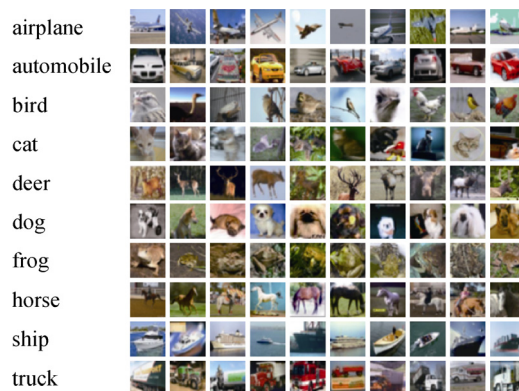 airplane
automobile
bird
cat
deer
dog
frog
horse
ship
truck